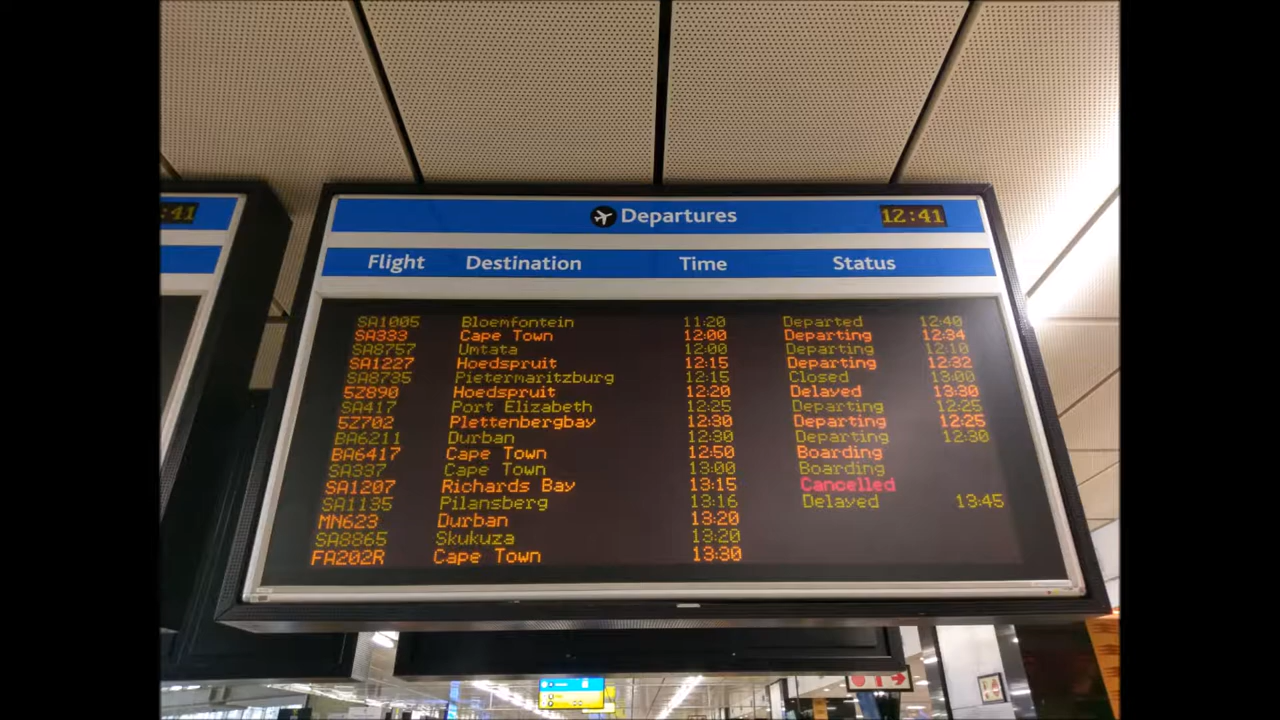 :41
Departures 12:41
Flight Destination Time Status
SA1005 Bloemfontein 11:20 Departed 12:40
SA333 Cape Town 12:00 Departing 12:34
SA8757 Umtata 12:00 Departing 12:10
SA1227 Hoedspruit 12:15 Departing 12:32
SA8735 Pietermaritzburg 12:15 Closed 13:00
5Z890 Hoedspruit 12:20 Delayed 13:30
SA417 Port Elizabeth 12:25 Departing 12:25
5Z702 Plettenbergbay 12:30 Departing 12:25
BA6211 Durban 12:30 Departing 12:30
BA6417 Cape Town 12:50 Boarding
SA337 Cape Town 13:00 Boarding
SA1207 Richards Bay 13:15 Cancelled
SA1135 Pilansberg 13:16 Delayed 13:45
MN623 Durban 13:20
SA8865 Skukuza 13:20
FA202R Cape Town 13:30